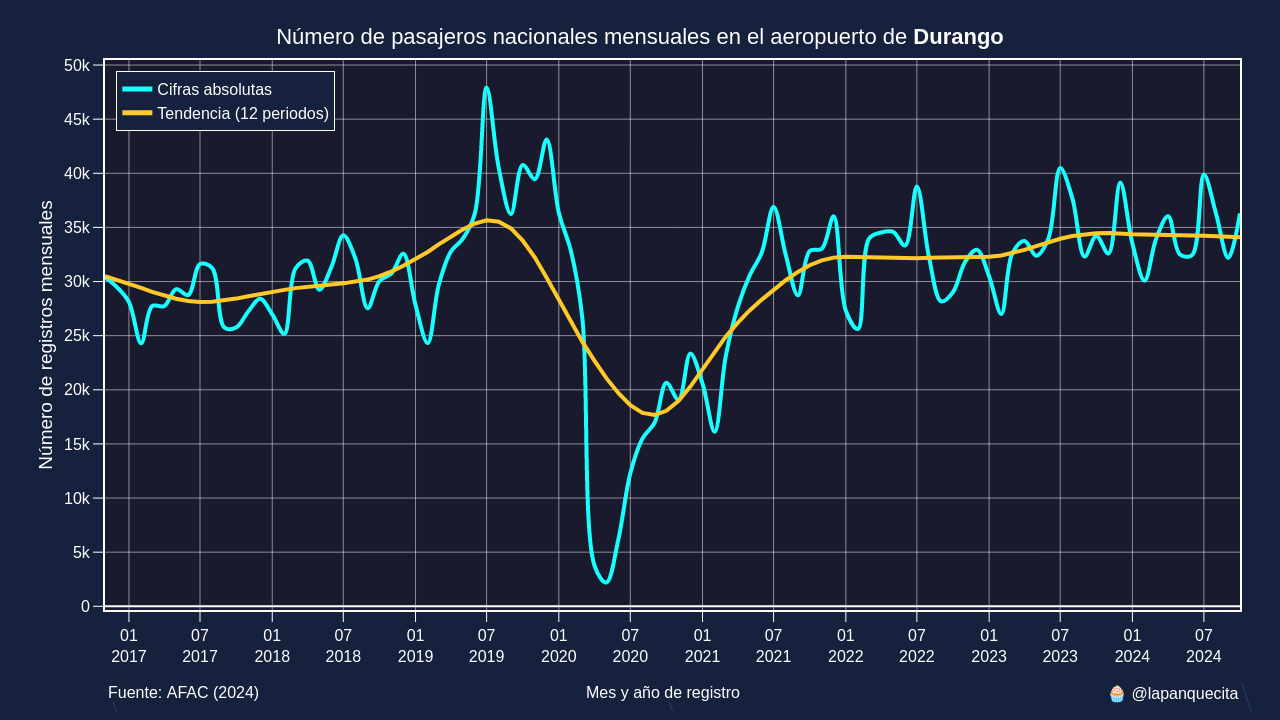 Número de pasajeros nacionales mensuales en el aeropuerto de Durango
Cifras absolutas
Tendencia (12 periodos)
Número de registros mensuales
50k
45k
40k
35k
30k
25k
20k
15k
10k
5k
0
01 07 01 07 01 07 01 07 01 07 01 07 01 07 01 07
2017 2017 2018 2018 2019 2019 2020 2020 2021 2021 2022 2022 2023 2023 2024 2024
Fuente: AFAC (2024) Mes y año de registro 🧁 @lapanquecita